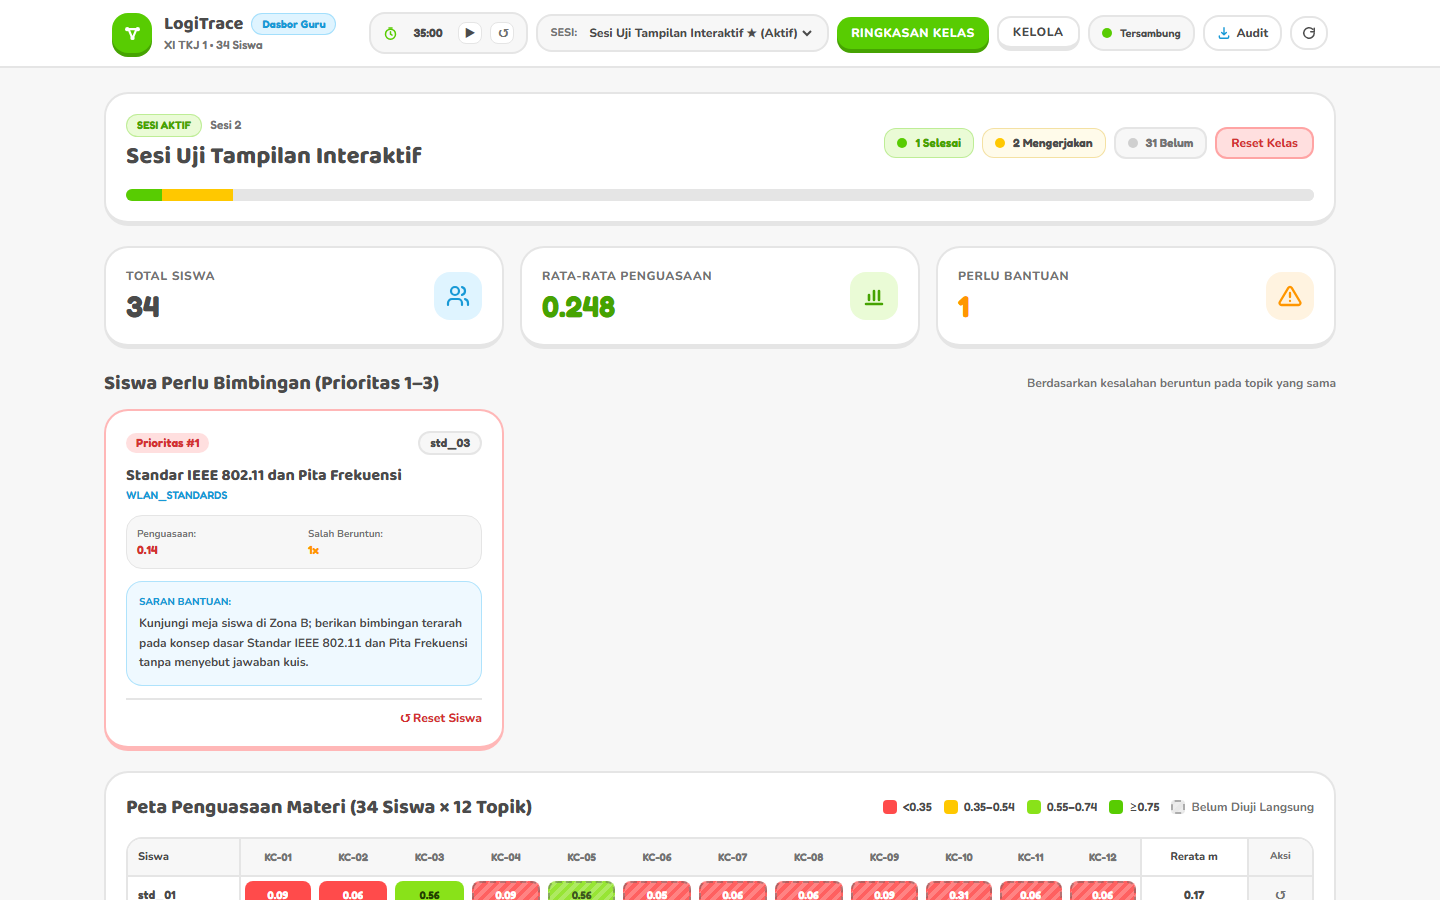 LogiTrace
Dasbor Guru
XI TKJ 1 • 34 Siswa
35:00
SESI: Sesi Uji Tampilan Interaktif ★ (Aktif)
RINGKASAN KELAS
KELOLA
Tersambung
Audit
SESI AKTIF
Sesi 2
Sesi Uji Tampilan Interaktif
1 Selesai
2 Mengerjakan
31 Belum
Reset Kelas
TOTAL SISWA
34
RATA-RATA PENGUASAAN
0.248
PERLU BANTUAN
1
Siswa Perlu Bimbingan (Prioritas 1–3)
Berdasarkan kesalahan beruntun pada topik yang sama
Prioritas #1
std_03
Standar IEEE 802.11 dan Pita Frekuensi
WLAN_STANDARDS
Penguasaan:
0.14
Salah Beruntun:
1x
SARAN BANTUAN:
Kunjungi meja siswa di Zona B; berikan bimbingan terarah
pada konsep dasar Standar IEEE 802.11 dan Pita Frekuensi
tanpa menyebut jawaban kuis.
↺ Reset Siswa
Peta Penguasaan Materi (34 Siswa × 12 Topik)
<0.35
0.35–0.54
0.55–0.74
≥0.75
Belum Diuji Langsung
Siswa KC-01 KC-02 KC-03 KC-04 KC-05 KC-06 KC-07 KC-08 KC-09 KC-10 KC-11 KC-12 Rerata m Aksi
std_01 0.09 0.06 0.56 0.09 0.56 0.05 0.06 0.06 0.09 0.31 0.06 0.06 0.17 ↺